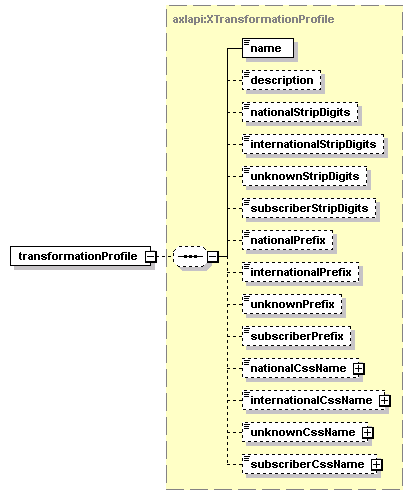 axlapi:XTransformationProfile
name
description
nationalStripDigits
internationalStripDigits
unknownStripDigits
subscriberStripDigits
transformationProfile
nationalPrefix
internationalPrefix
unknownPrefix
subscriberPrefix
nationalCssName
internationalCssName
unknownCssName
subscriberCssName